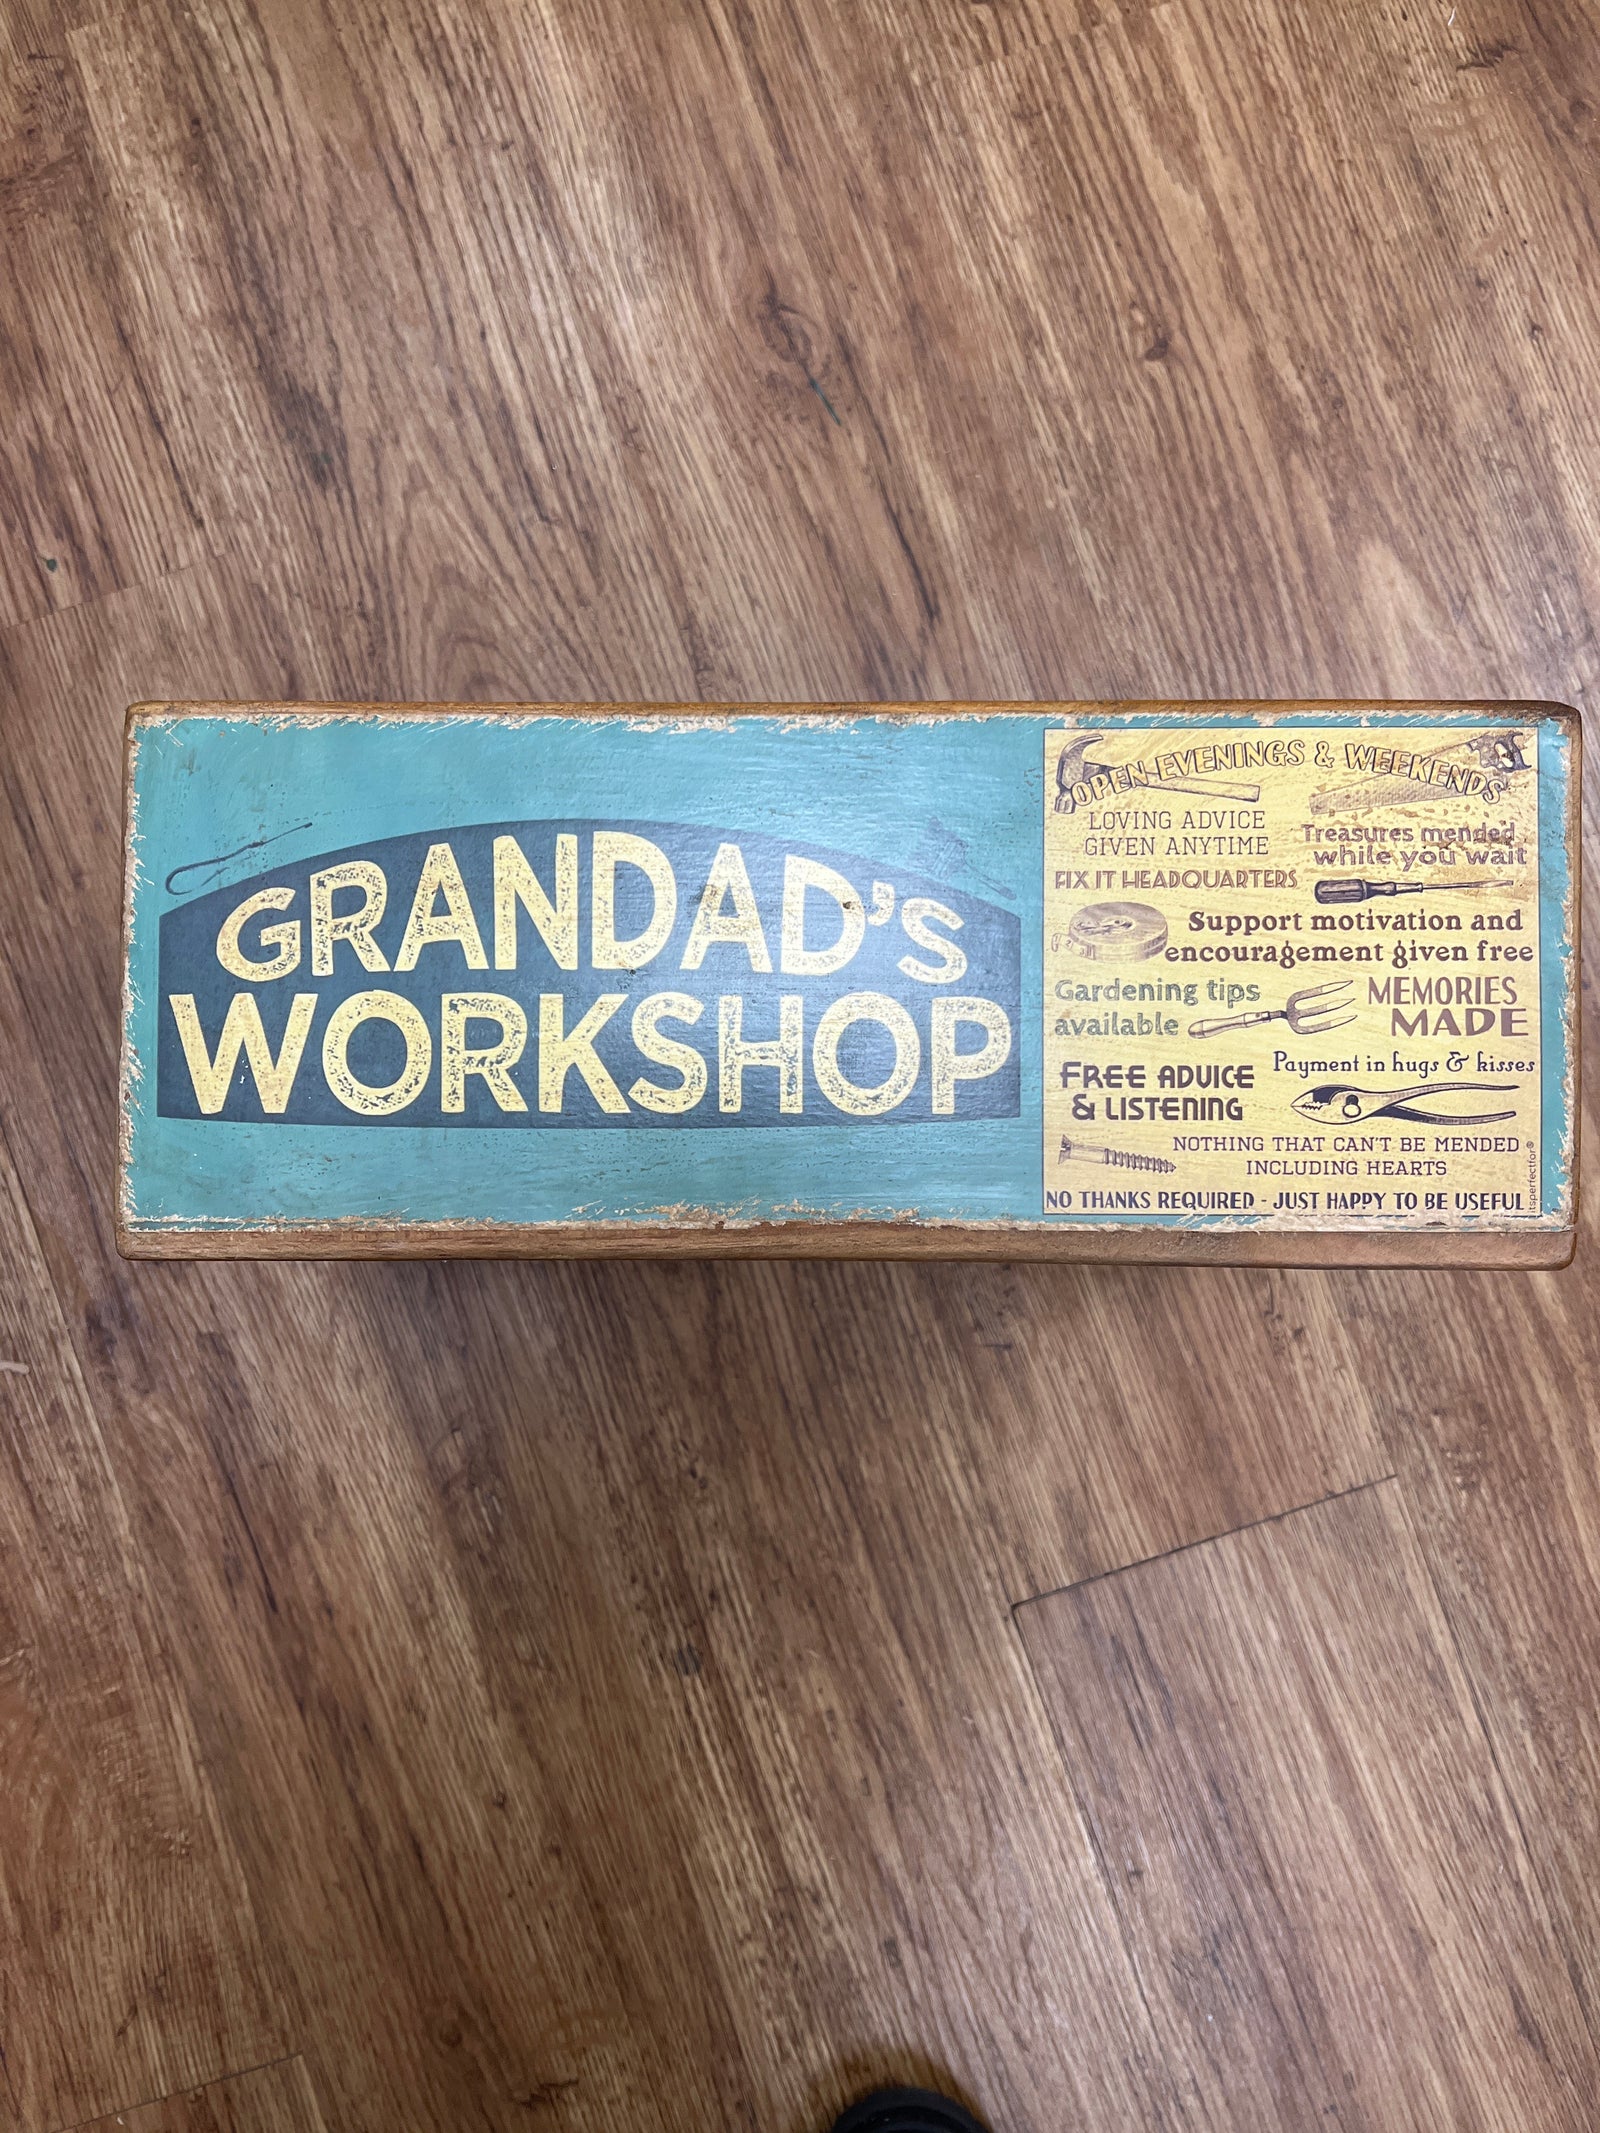 GRANDAD'S
WORKSHOP
OPEN EVENINGS & WEEKENDS
LOVING ADVICE
GIVEN ANYTIME
Treasures mended
while you wait
FIX IT HEADQUARTERS
Support motivation and
encouragement given free
Gardening tips
available
MEMORIES
MADE
FREE ADVICE
& LISTENING
Payment in hugs & kisses
NOTHING THAT CAN'T BE MENDED
INCLUDING HEARTS
NO THANKS REQUIRED - JUST HAPPY TO BE USEFUL
itsperfectfor®